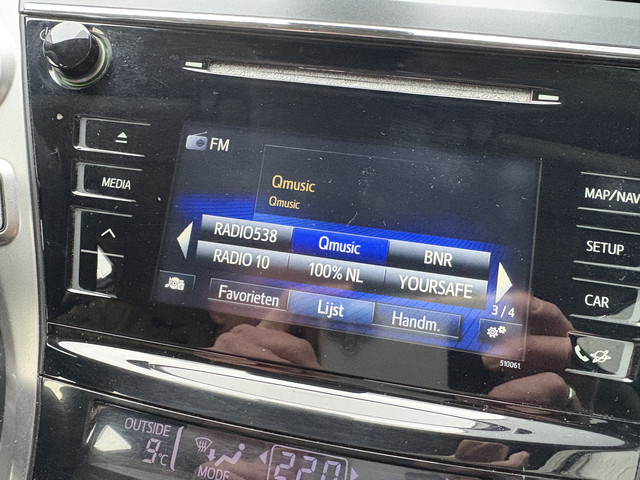 FM
MEDIA
Qmusic
Qmusic
MAP/NAV
RADIO538
Qmusic
BNR
SETUP
RADIO 10
100% NL
YOURSAFE
CAR
Favorieten
Lijst
Handm.
3 / 4
510061
OUTSIDE
9°C
MODE
22.0